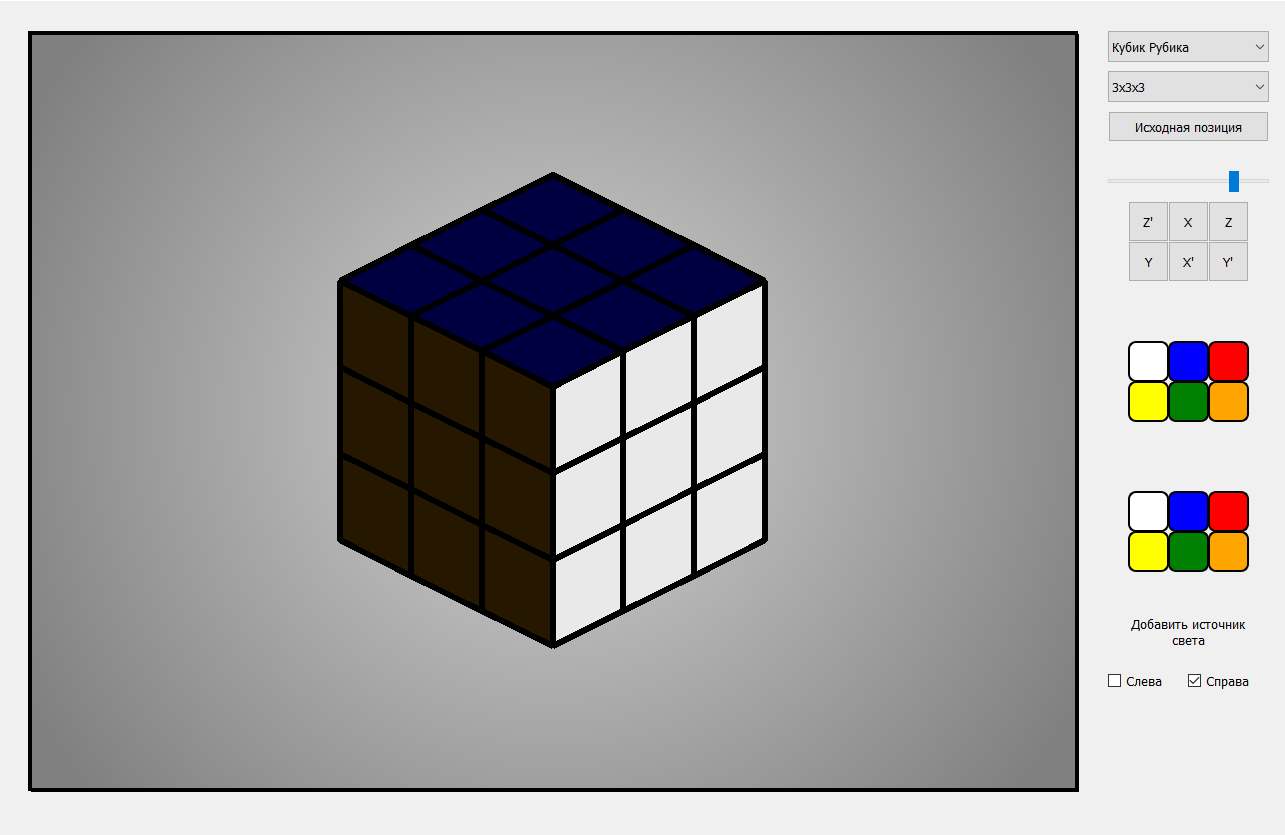 Кубик Рубика
3x3x3
Исходная позиция
Z' X Z
Y X' Y'
Добавить источник
света
Слева Справа